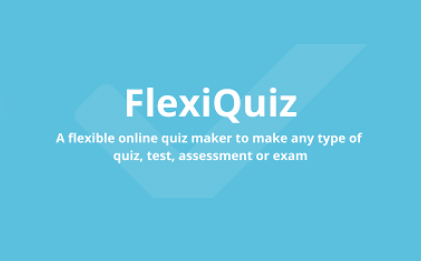 FlexiQuiz
A flexible online quiz maker to make any type of
quiz, test, assessment or exam